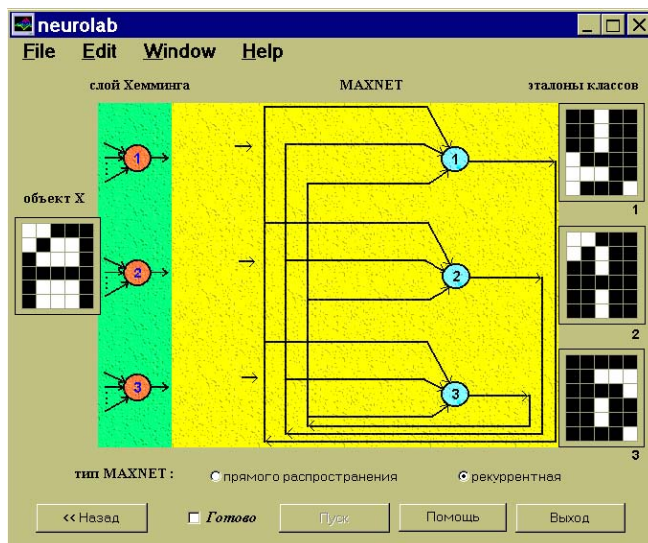 neurolab
File Edit Window Help
слой Хемминга MAXNET эталоны классов
1 1
объект X
1
2 2
2
3 3
3
тип MAXNET : прямого распространения рекуррентная
<< Назад Готово Пуск Помощь Выход